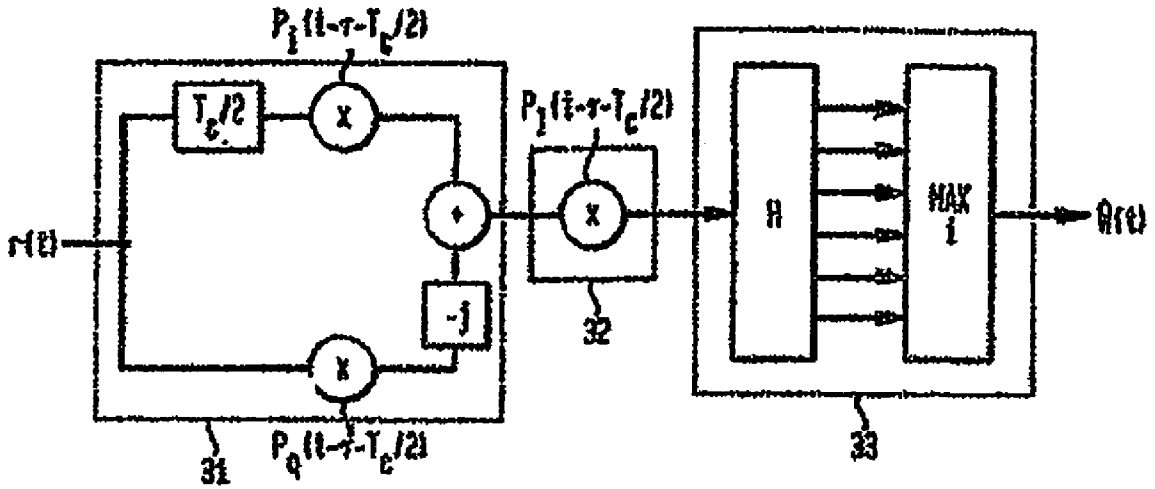 P_I(t-τ-T_c/2)
T_c/2
X
P_I(t-τ-T_c/2)
X
+
r(t)
-j
X
P_Q(t-τ-T_c/2)
31
32
H
MAX
i
Ŵ(t)
33